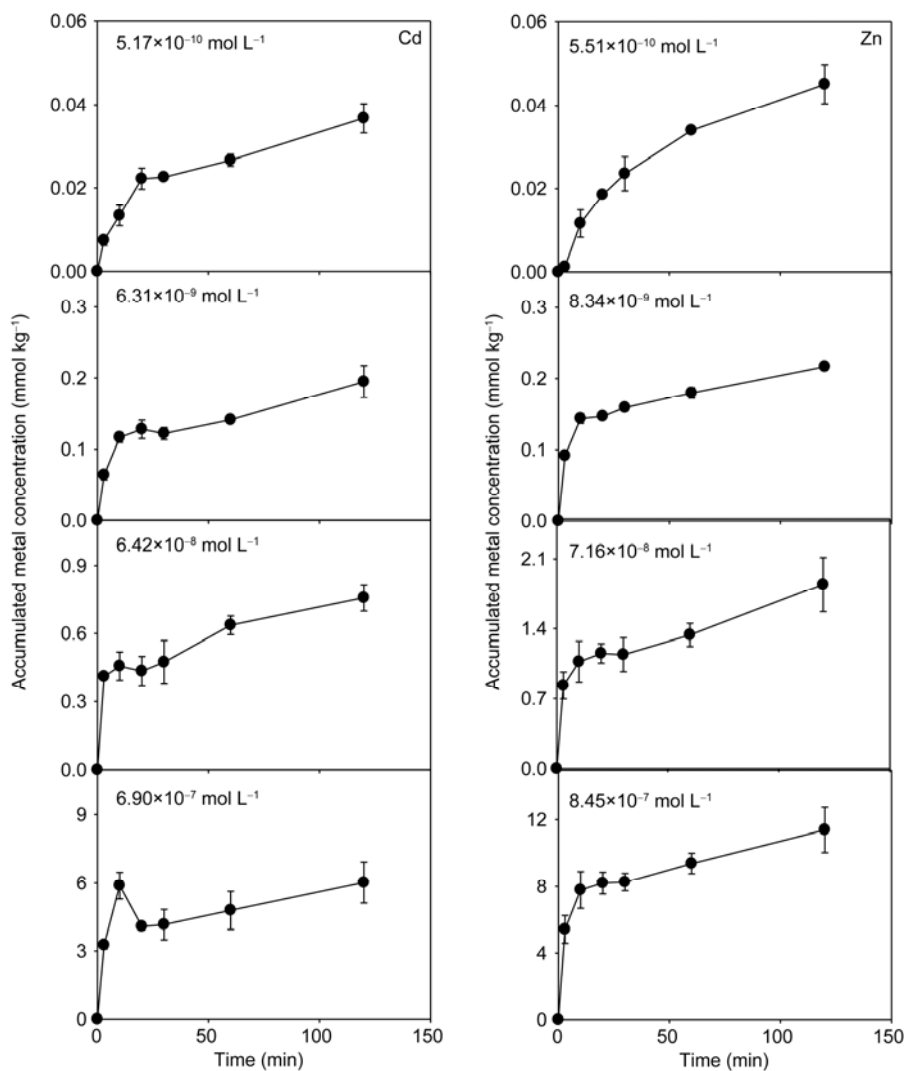 Accumulated metal concentration (mmol kg⁻¹)
5.17×10⁻¹⁰ mol L⁻¹
Cd
0.06
0.04
0.02
0.00
6.31×10⁻⁹ mol L⁻¹
0.3
0.2
0.1
0.0
6.42×10⁻⁸ mol L⁻¹
0.9
0.6
0.3
0.0
6.90×10⁻⁷ mol L⁻¹
9
6
3
0
0 50 100 150
Time (min)
Accumulated metal concentration (mmol kg⁻¹)
5.51×10⁻¹⁰ mol L⁻¹
Zn
0.06
0.04
0.02
0.00
8.34×10⁻⁹ mol L⁻¹
0.3
0.2
0.1
0.0
7.16×10⁻⁸ mol L⁻¹
2.1
1.4
0.7
0.0
8.45×10⁻⁷ mol L⁻¹
12
8
4
0
0 50 100 150
Time (min)